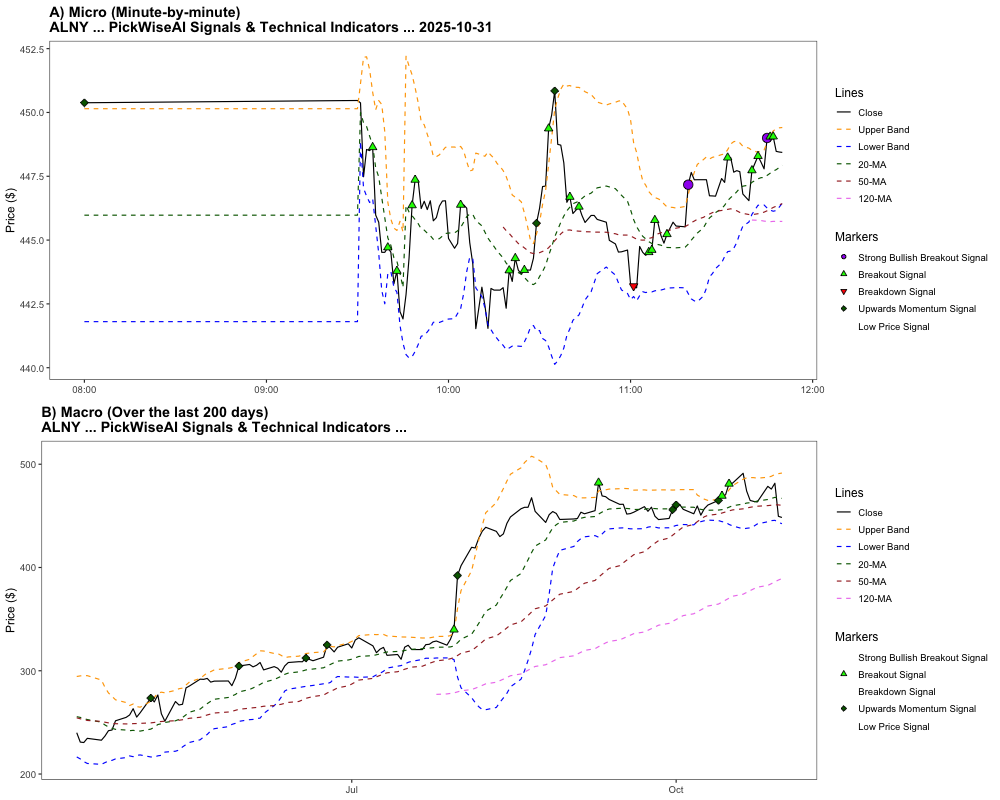 A) Micro (Minute-by-minute)
ALNY ... PickWiseAI Signals & Technical Indicators ... 2025-10-31
452.5
450.0
447.5
445.0
442.5
440.0
Price ($)
08:00
09:00
10:00
11:00
12:00
Lines
Close
Upper Band
Lower Band
20-MA
50-MA
120-MA
Markers
Strong Bullish Breakout Signal
Breakout Signal
Breakdown Signal
Upwards Momentum Signal
Low Price Signal
B) Macro (Over the last 200 days)
ALNY ... PickWiseAI Signals & Technical Indicators ...
500
400
300
200
Price ($)
Jul
Oct
Lines
Close
Upper Band
Lower Band
20-MA
50-MA
120-MA
Markers
Strong Bullish Breakout Signal
Breakout Signal
Breakdown Signal
Upwards Momentum Signal
Low Price Signal